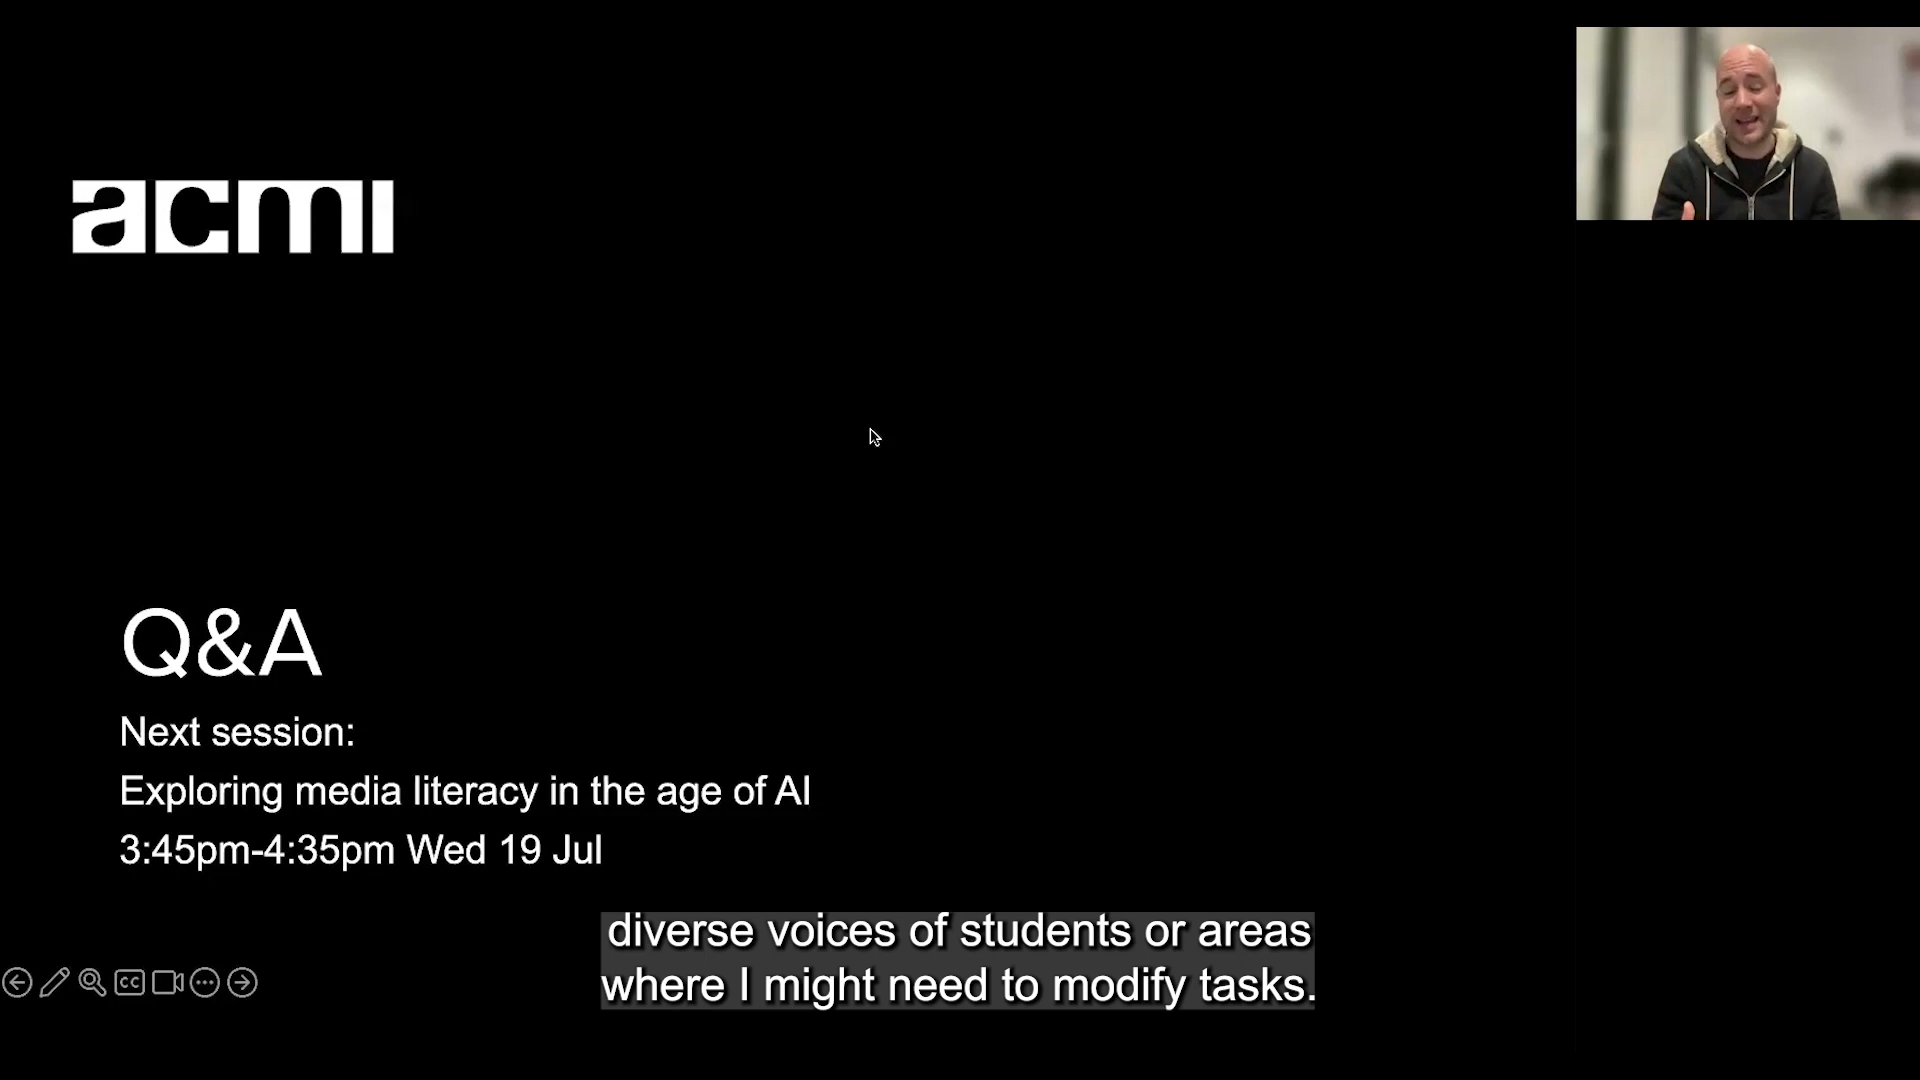 acmi
Q&A
Next session:
Exploring media literacy in the age of AI
3:45pm-4:35pm Wed 19 Jul
diverse voices of students or areas
where I might need to modify tasks.
CC